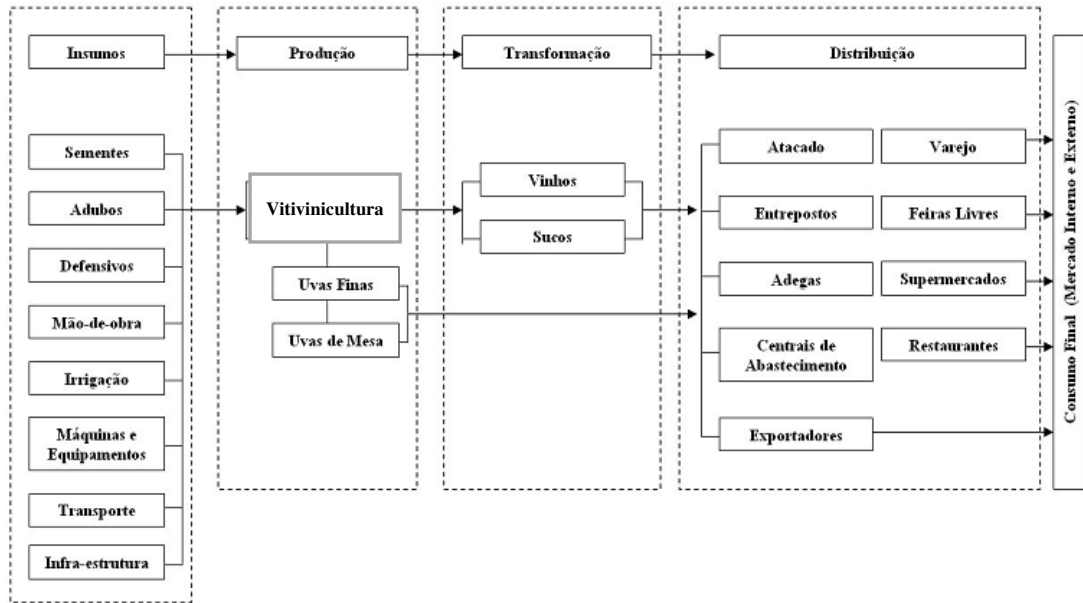 Insumos
Produção
Transformação
Distribuição
Sementes
Adubos
Defensivos
Mão-de-obra
Irrigação
Máquinas e
Equipamentos
Transporte
Infra-estrutura
Vitivinicultura
Uvas Finas
Uvas de Mesa
Vinhos
Sucos
Atacado
Varejo
Entrepostos
Feiras Livres
Adegas
Supermercados
Centrais de
Abastecimento
Restaurantes
Exportadores
Consumo Final (Mercado Interno e Externo)